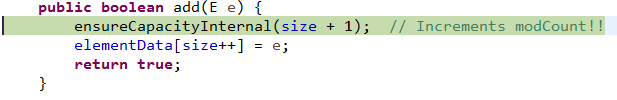 public boolean add(E e) {
    ensureCapacityInternal(size + 1);  // Increments modCount!!
    elementData[size++] = e;
    return true;
}